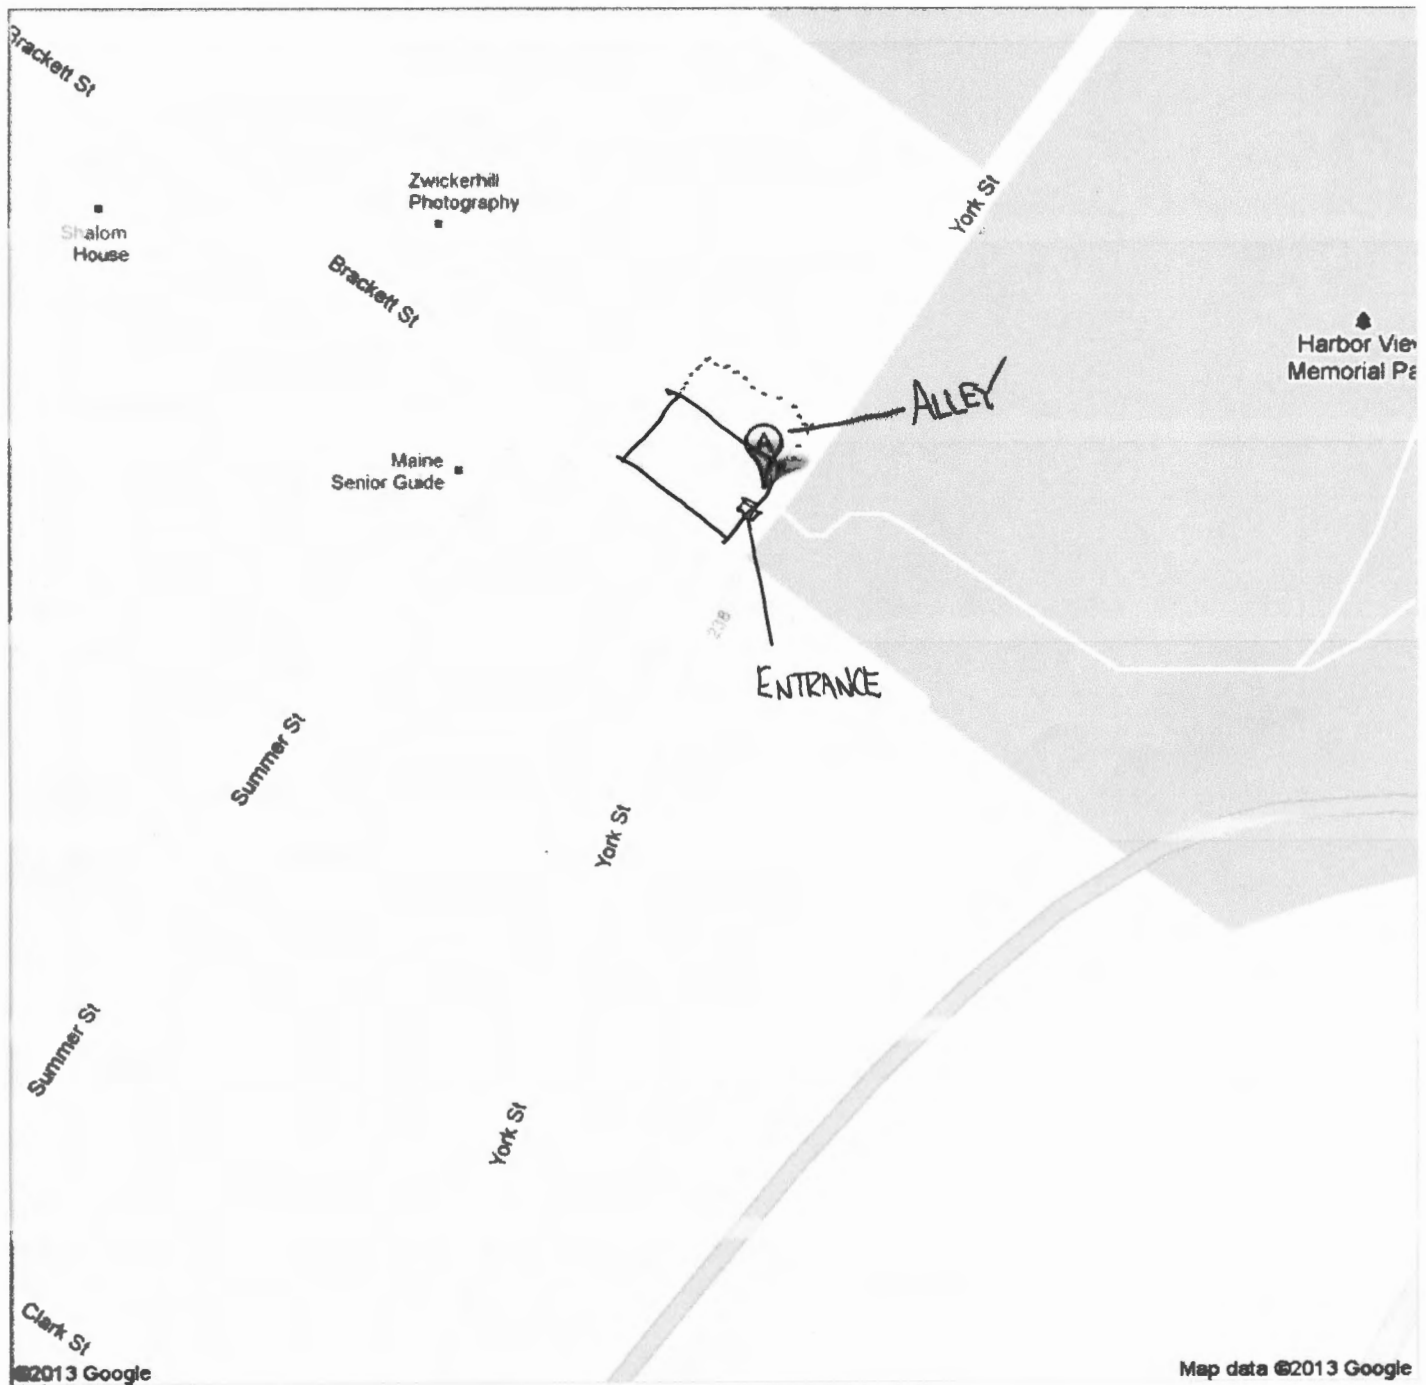 Brackett St
Zwickerhill
Photography
York St
Shalom
House
Brackett St
Harbor View
Memorial Pa
ALLEY
A
Maine
Senior Guide
238
ENTRANCE
Summer St
York St
Summer St
York St
Clark St
©2013 Google
Map data ©2013 Google